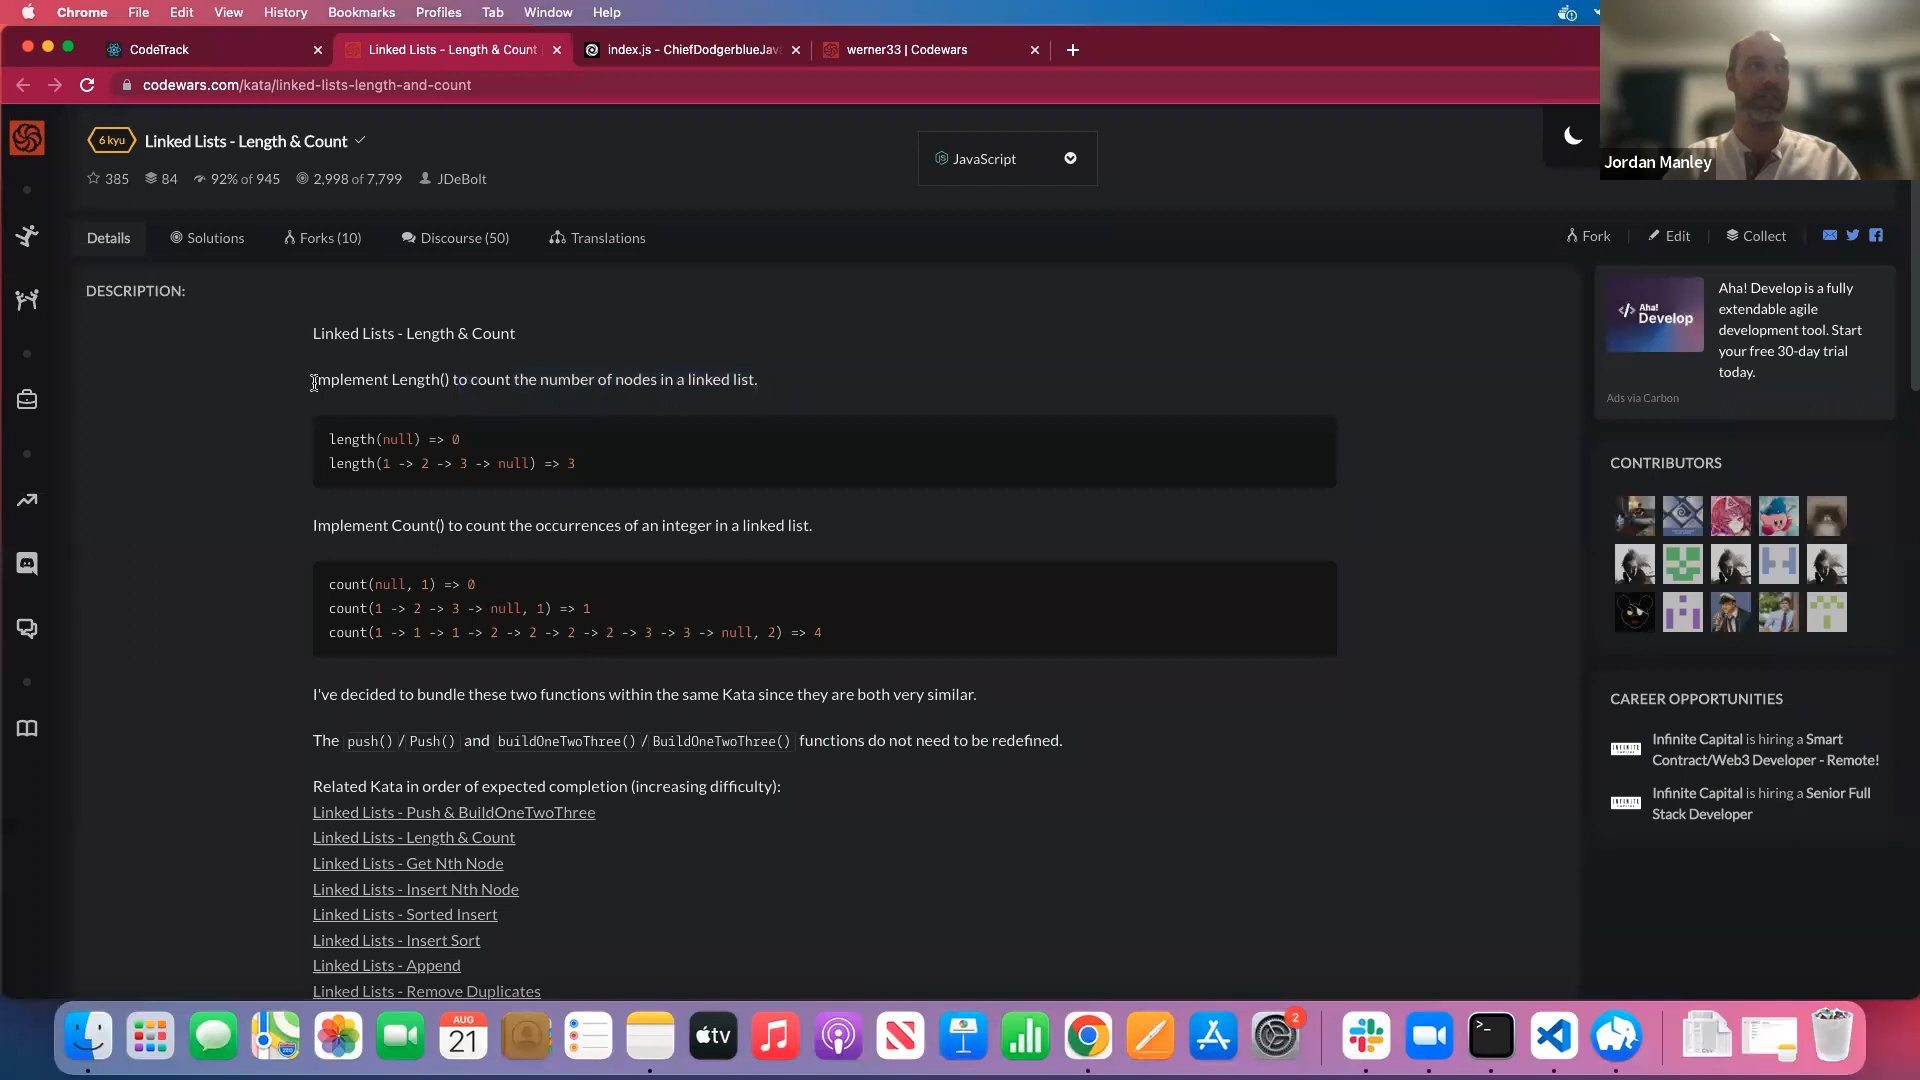 Chrome File Edit View History Bookmarks Profiles Tab Window Help
CodeTrack
Linked Lists - Length & Count
index.js - ChiefDodgerblueJav
werner33 | Codewars
codewars.com/kata/linked-lists-length-and-count
Jordan Manley
6 kyu
Linked Lists - Length & Count
385 84 92% of 945 2,998 of 7,799 JDeBolt
JavaScript
Details Solutions Forks (10) Discourse (50) Translations
Fork Edit Collect
DESCRIPTION:
Linked Lists - Length & Count
Implement Length() to count the number of nodes in a linked list.
length(null) => 0
length(1 -> 2 -> 3 -> null) => 3
Implement Count() to count the occurrences of an integer in a linked list.
count(null, 1) => 0
count(1 -> 2 -> 3 -> null, 1) => 1
count(1 -> 1 -> 1 -> 2 -> 2 -> 2 -> 2 -> 3 -> 3 -> null, 2) => 4
I've decided to bundle these two functions within the same Kata since they are both very similar.
The push()/Push() and buildOneTwoThree()/BuildOneTwoThree() functions do not need to be redefined.
Related Kata in order of expected completion (increasing difficulty):
Linked Lists - Push & BuildOneTwoThree
Linked Lists - Length & Count
Linked Lists - Get Nth Node
Linked Lists - Insert Nth Node
Linked Lists - Sorted Insert
Linked Lists - Insert Sort
Linked Lists - Append
Linked Lists - Remove Duplicates
</> Aha!
Develop
Aha! Develop is a fully
extendable agile
development tool. Start
your free 30-day trial
today.
Ads via Carbon
CONTRIBUTORS
CAREER OPPORTUNITIES
INFINITE
CAPITAL
Infinite Capital is hiring a Smart
Contract/Web3 Developer - Remote!
INFINITE
CAPITAL
Infinite Capital is hiring a Senior Full
Stack Developer
AUG
21
tv
2
280
>_
CSV